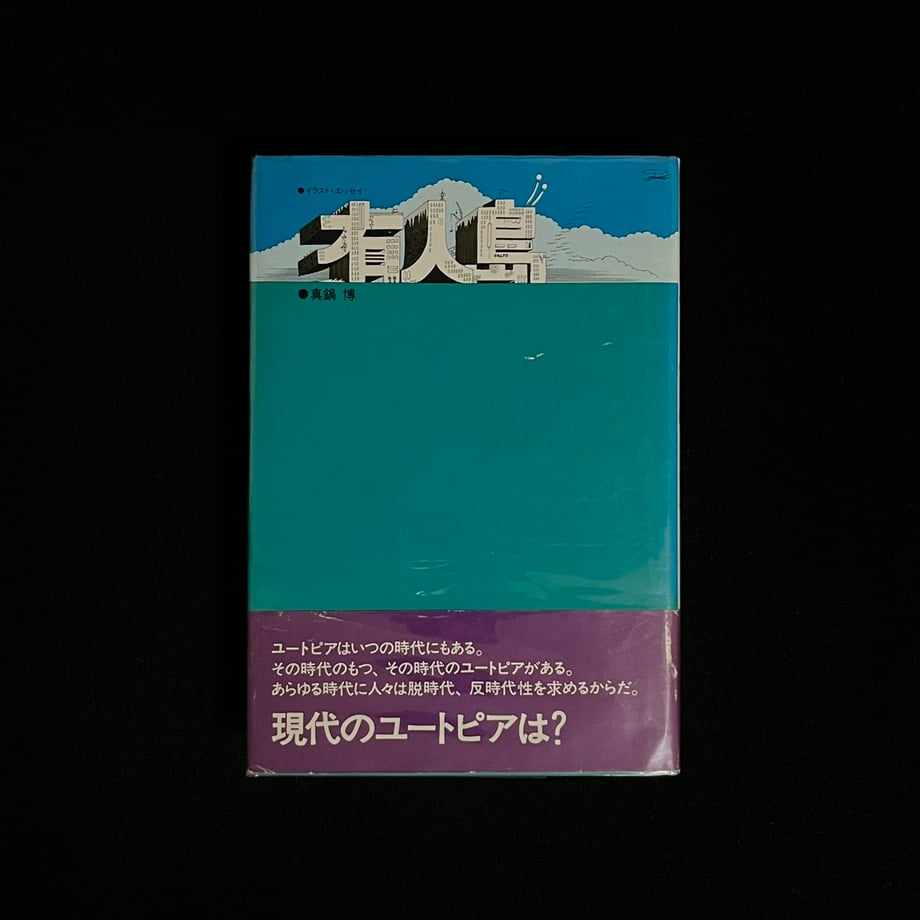 ●イラスト・エッセイ
有人島
●真鍋 博
ユートピアはいつの時代にもある。
その時代のもつ、その時代のユートピアがある。
あらゆる時代に人々は脱時代、反時代性を求めるからだ。
現代のユートピアは?